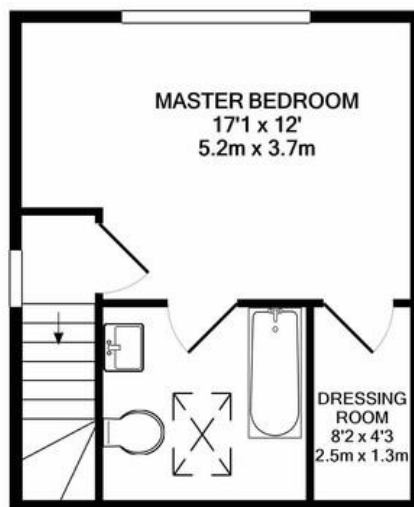 MASTER BEDROOM
17'1 x 12'
5.2m x 3.7m
DRESSING
ROOM
8'2 x 4'3
2.5m x 1.3m